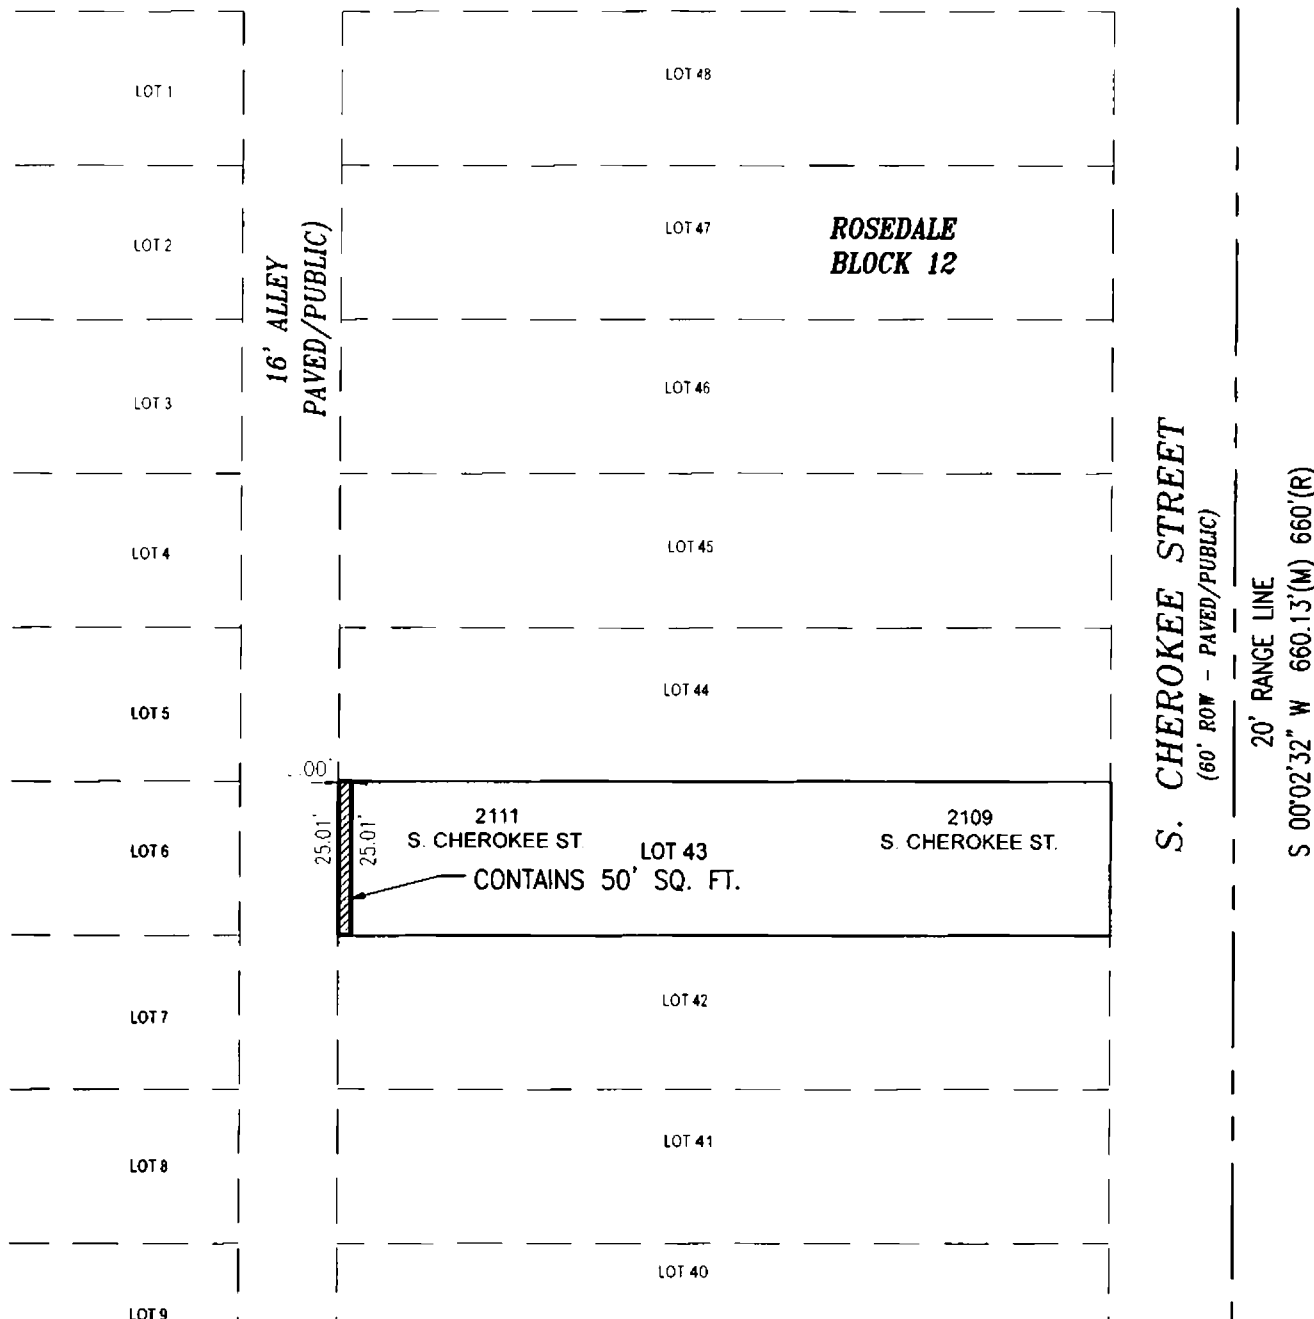 LOT 1
LOT 48
LOT 2
LOT 47
ROSEDALE
BLOCK 12
16' ALLEY
PAVED/PUBLIC)
LOT 3
LOT 46
LOT 4
LOT 45
S. CHEROKEE STREET
(60' ROW - PAVED/PUBLIC)
20' RANGE LINE
S 00°02'32" W 660.13'(M) 660'(R)
LOT 5
LOT 44
.00'
25.01'
25.01'
2111
S. CHEROKEE ST.
2109
S. CHEROKEE ST.
LOT 6
LOT 43
CONTAINS 50' SQ. FT.
LOT 7
LOT 42
LOT 8
LOT 41
LOT 40
LOT 9